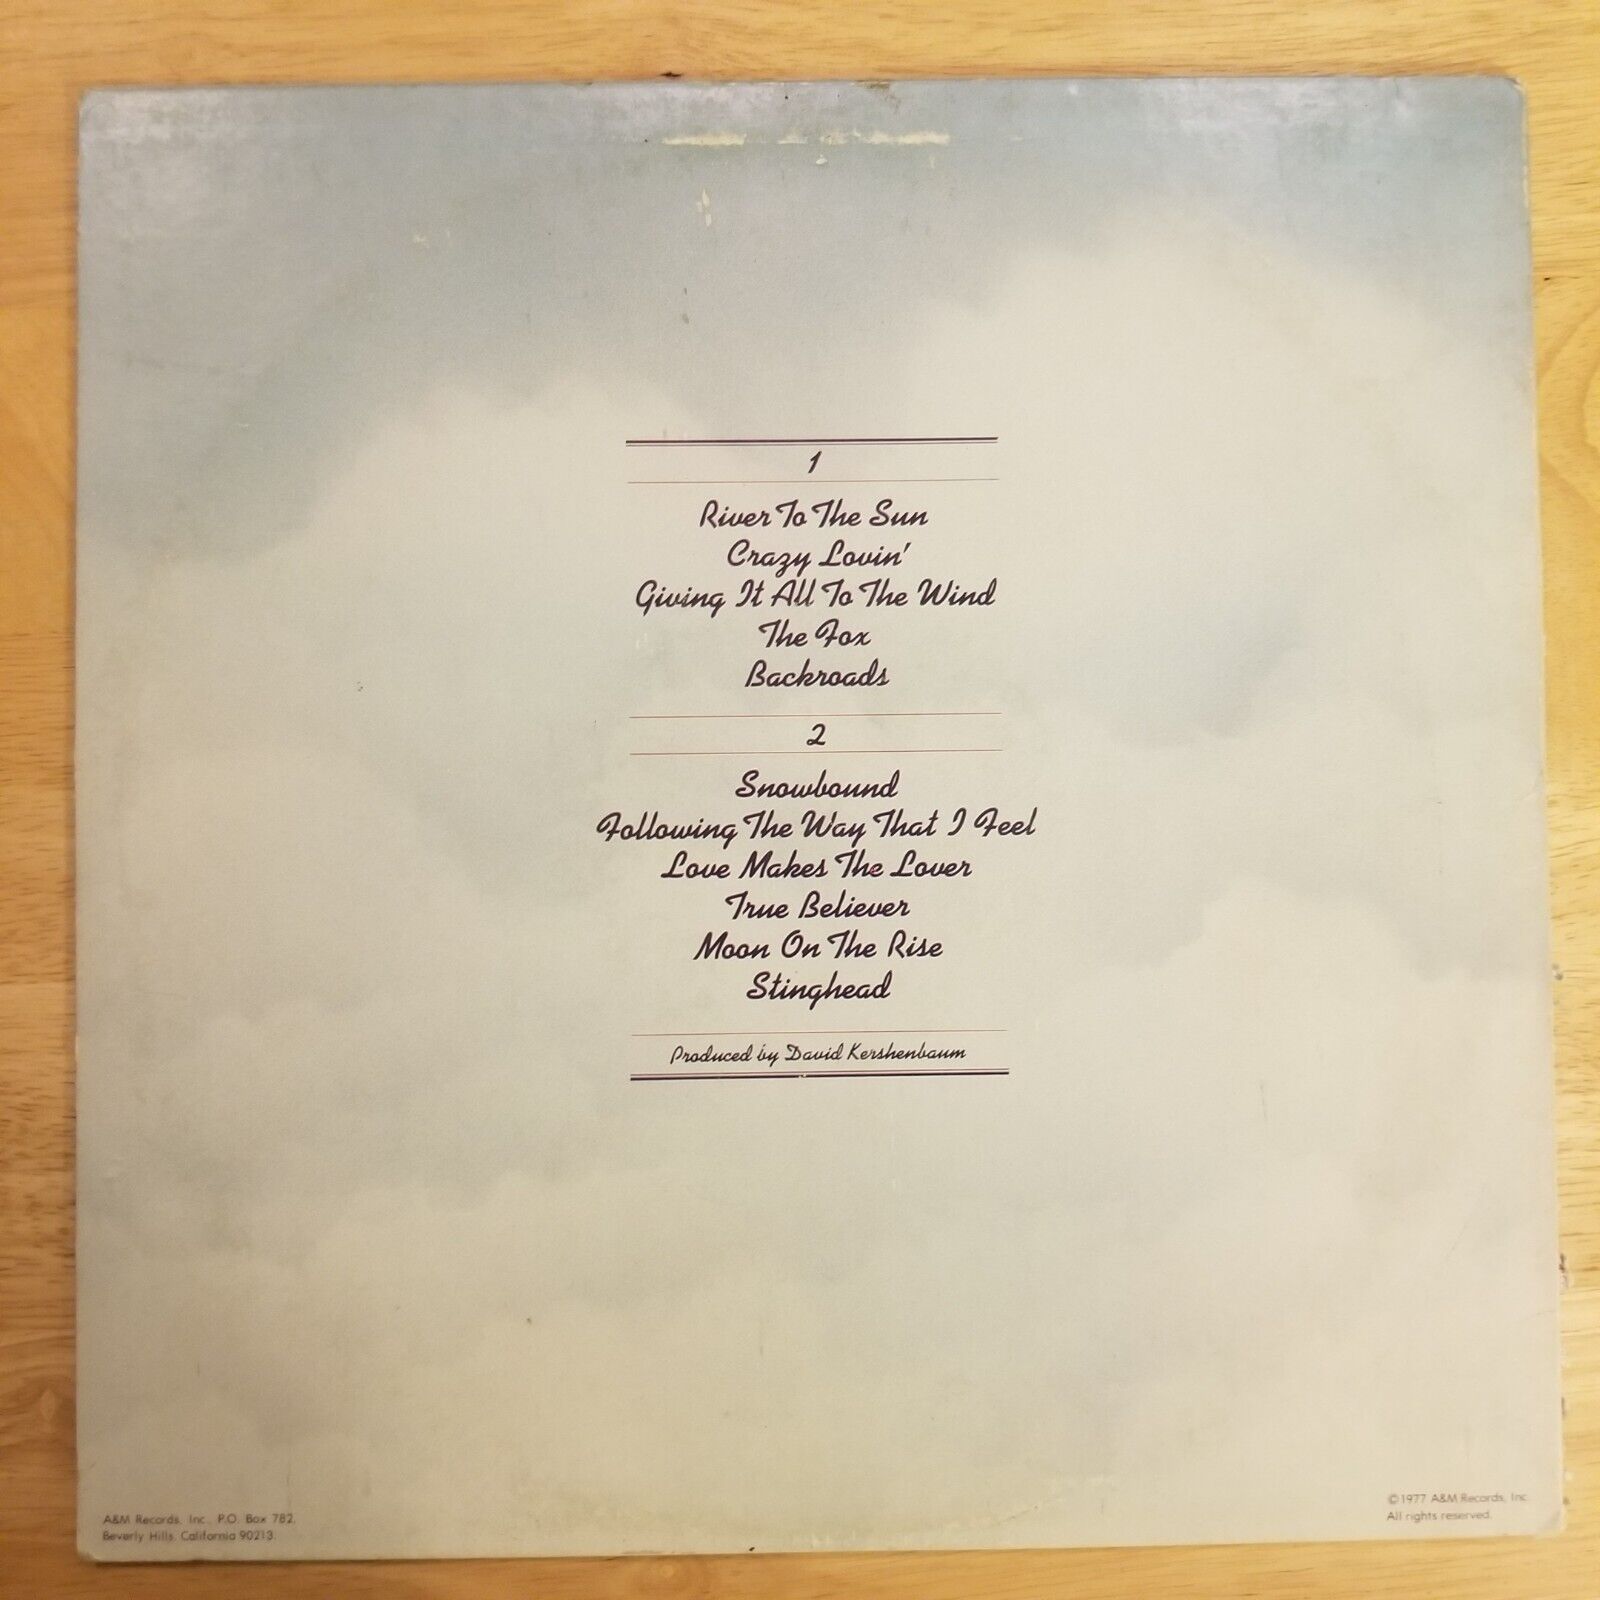 1
River To The Sun
Crazy Lovin'
Giving It All To The Wind
The Fox
Backroads
2
Snowbound
Following The Way That I Feel
Love Makes The Lover
True Believer
Moon On The Rise
Stinghead
Produced by David Kershenbaum
A&M Records, Inc., P.O. Box 782,
Beverly Hills, California 90213.
©1977 A&M Records, Inc.
All rights reserved.